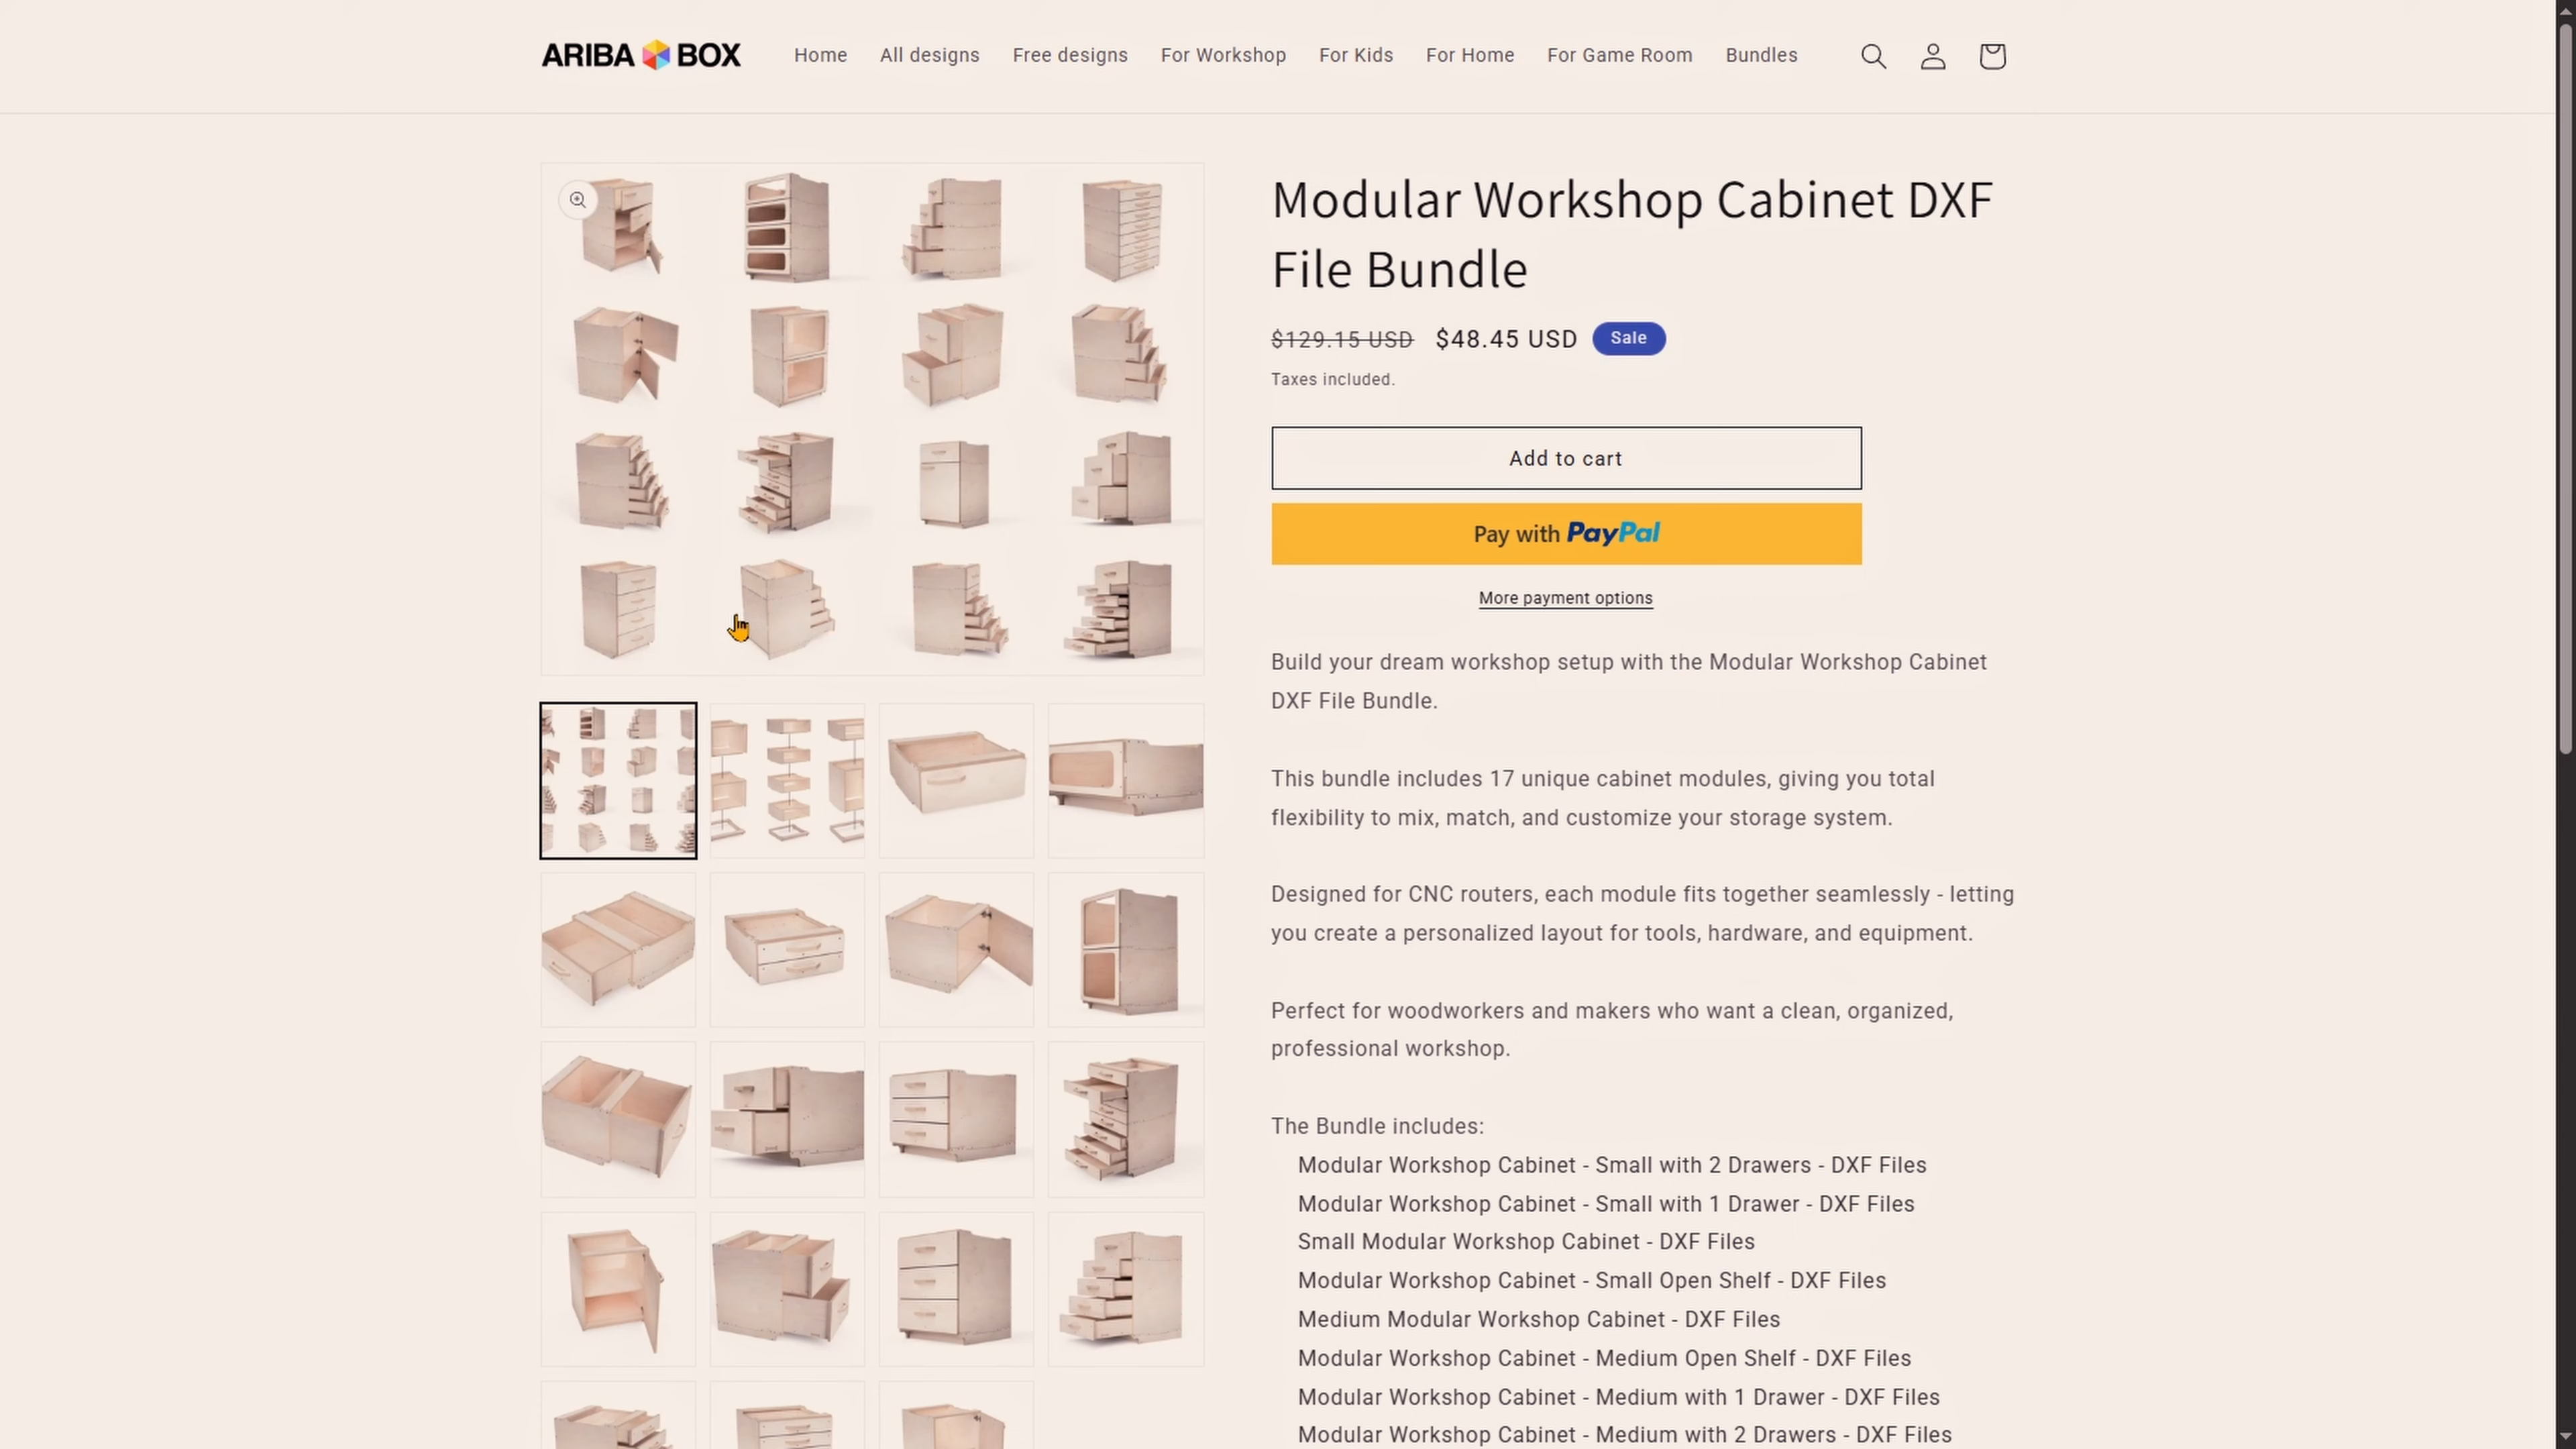 ARIBA BOX
Home All designs Free designs For Workshop For Kids For Home For Game Room Bundles
Modular Workshop Cabinet DXF
File Bundle
$129.15 USD $48.45 USD Sale
Taxes included.
Add to cart
Pay with PayPal
More payment options
Build your dream workshop setup with the Modular Workshop Cabinet
DXF File Bundle.
This bundle includes 17 unique cabinet modules, giving you total
flexibility to mix, match, and customize your storage system.
Designed for CNC routers, each module fits together seamlessly - letting
you create a personalized layout for tools, hardware, and equipment.
Perfect for woodworkers and makers who want a clean, organized,
professional workshop.
The Bundle includes:
Modular Workshop Cabinet - Small with 2 Drawers - DXF Files
Modular Workshop Cabinet - Small with 1 Drawer - DXF Files
Small Modular Workshop Cabinet - DXF Files
Modular Workshop Cabinet - Small Open Shelf - DXF Files
Medium Modular Workshop Cabinet - DXF Files
Modular Workshop Cabinet - Medium Open Shelf - DXF Files
Modular Workshop Cabinet - Medium with 1 Drawer - DXF Files
Modular Workshop Cabinet - Medium with 2 Drawers - DXF Files